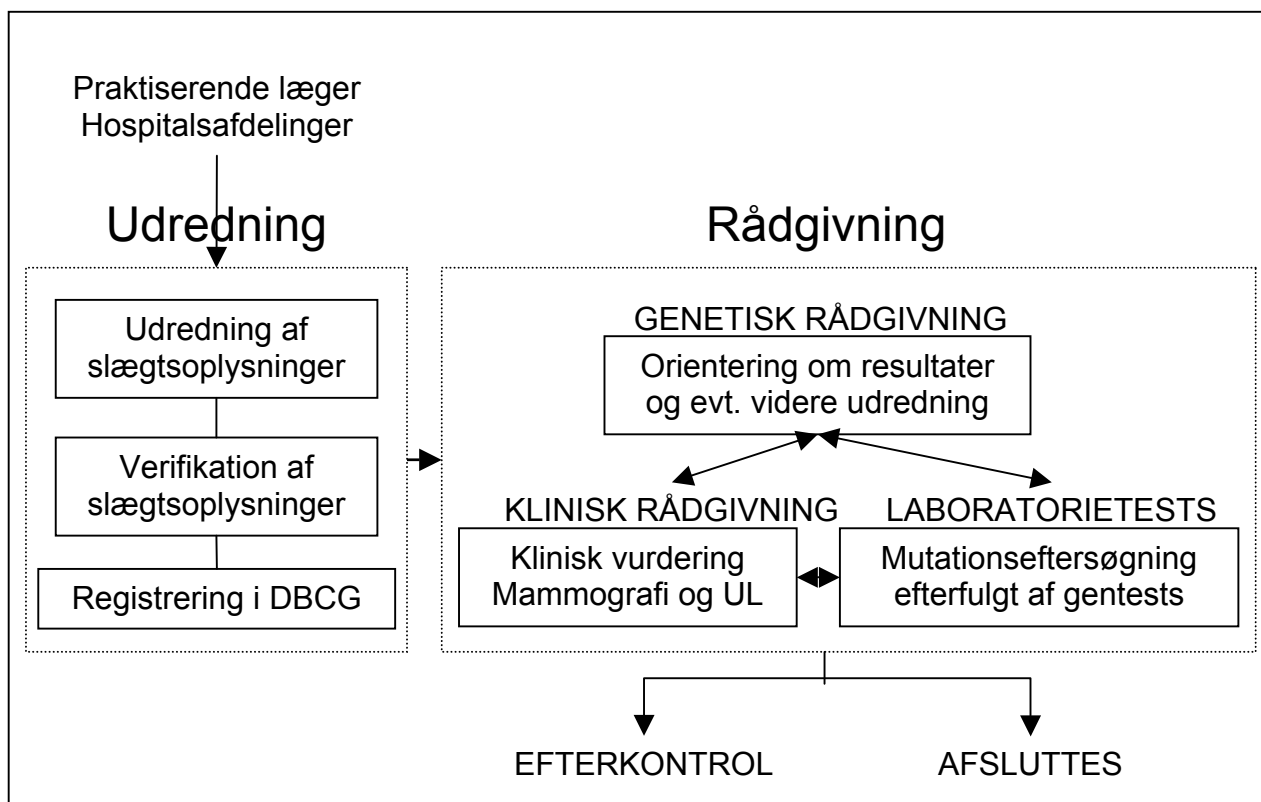 Praktiserende læger
Hospitalsafdelinger
Udredning
Udredning af
slægtsoplysninger
Verifikation af
slægtsoplysninger
Registrering i DBCG
Rådgivning
GENETISK RÅDGIVNING
Orientering om resultater
og evt. videre udredning
KLINISK RÅDGIVNING
Klinisk vurdering
Mammografi og UL
LABORATORIETESTS
Mutationseftersøgning
efterfulgt af gentests
EFTERKONTROL
AFSLUTTES